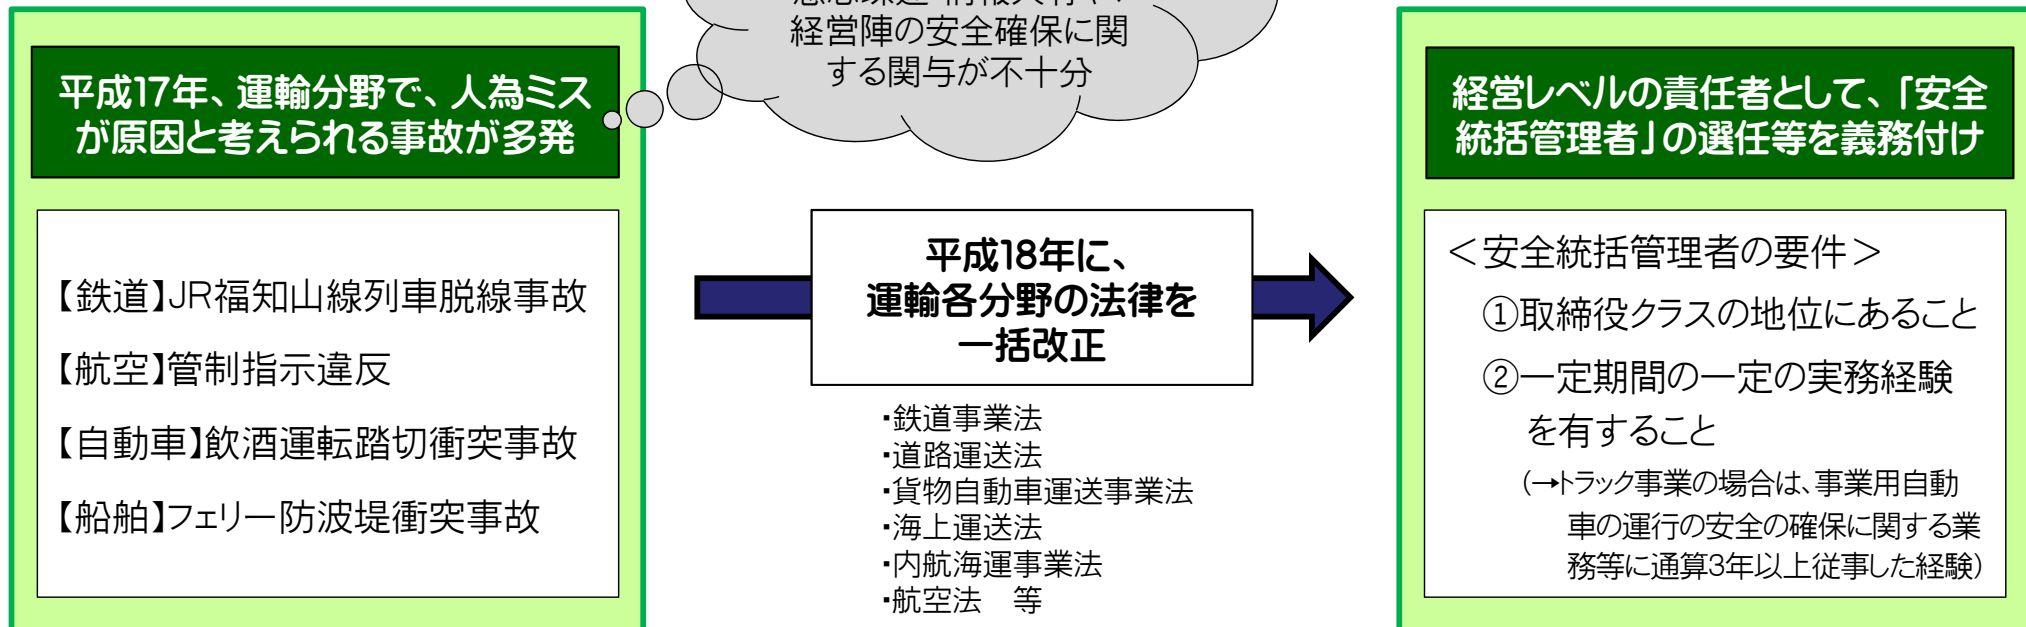 平成17年、運輸分野で、人為ミス
が原因と考えられる事故が多発
【鉄道】JR福知山線列車脱線事故
【航空】管制指示違反
【自動車】飲酒運転踏切衝突事故
【船舶】フェリー防波堤衝突事故
経営陣の安全確保に関
する関与が不十分
平成18年に、
運輸各分野の法律を
一括改正
・鉄道事業法
・道路運送法
・貨物自動車運送事業法
・海上運送法
・内航海運事業法
・航空法　等
経営レベルの責任者として、「安全
統括管理者」の選任等を義務付け
＜安全統括管理者の要件＞
①取締役クラスの地位にあること
②一定期間の一定の実務経験
を有すること
（→トラック事業の場合は、事業用自動
車の運行の安全の確保に関する業
務等に通算3年以上従事した経験）